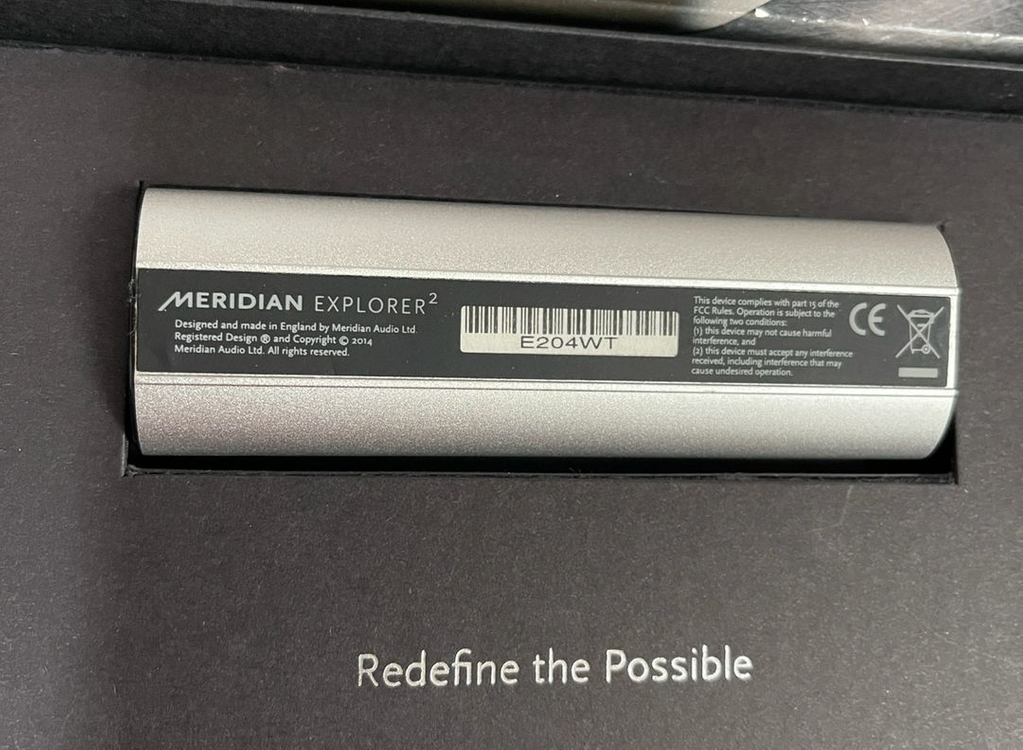 MERIDIAN EXPLORER²
Designed and made in England by Meridian Audio Ltd.
Registered Design ® and Copyright © 2014
Meridian Audio Ltd. All rights reserved.
E204WT
This device complies with part 15 of the
FCC Rules. Operation is subject to the
following two conditions:
(1) this device may not cause harmful
interference, and
(2) this device must accept any interference
received, including interference that may
cause undesired operation.
CE
Redefine the Possible